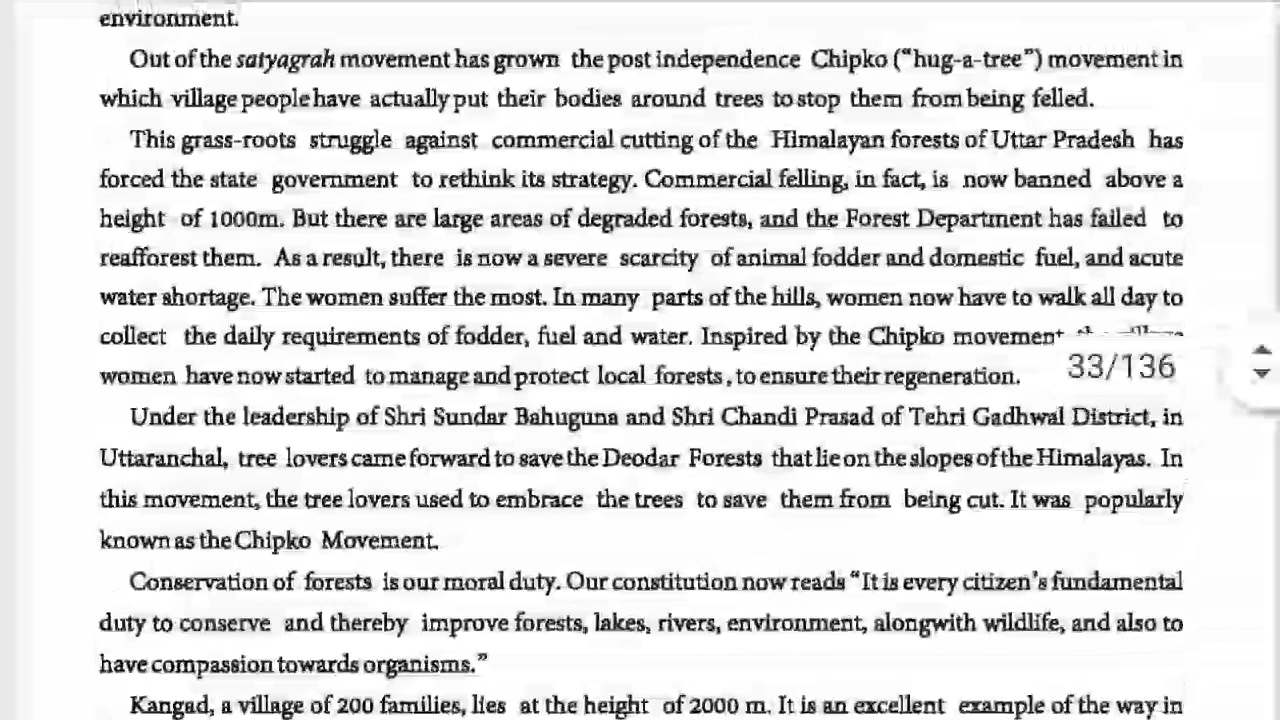 environment.
Out of the satyagrah movement has grown the post independence Chipko (“hug-a-tree”) movement in
which village people have actually put their bodies around trees to stop them from being felled.
This grass-roots struggle against commercial cutting of the Himalayan forests of Uttar Pradesh has
forced the state government to rethink its strategy. Commercial felling, in fact, is now banned above a
height of 1000m. But there are large areas of degraded forests, and the Forest Department has failed to
reafforest them. As a result, there is now a severe scarcity of animal fodder and domestic fuel, and acute
water shortage. The women suffer the most. In many parts of the hills, women now have to walk all day to
collect the daily requirements of fodder, fuel and water. Inspired by the Chipko movement
women have now started to manage and protect local forests, to ensure their regeneration.
33/136
Under the leadership of Shri Sundar Bahuguna and Shri Chandi Prasad of Tehri Gadhwal District, in
Uttaranchal, tree lovers came forward to save the Deodar Forests that lie on the slopes of the Himalayas. In
this movement, the tree lovers used to embrace the trees to save them from being cut. It was popularly
known as the Chipko Movement.
Conservation of forests is our moral duty. Our constitution now reads “It is every citizen's fundamental
duty to conserve and thereby improve forests, lakes, rivers, environment, alongwith wildlife, and also to
have compassion towards organisms.”
Kangad, a village of 200 families, lies at the height of 2000 m. It is an excellent example of the way in